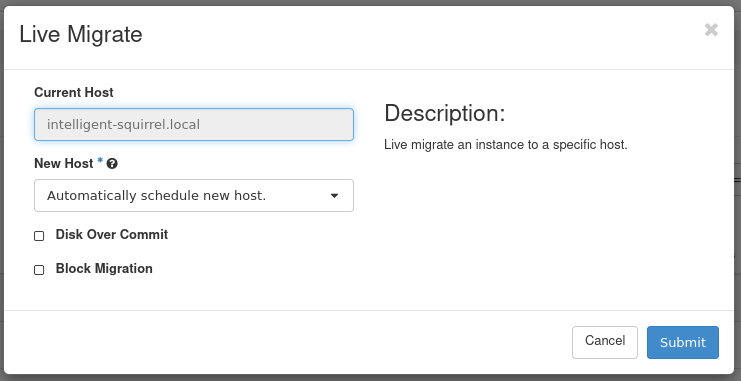 Live Migrate
Current Host
intelligent-squirrel.local
New Host *
Automatically schedule new host.
Disk Over Commit
Block Migration
Description:
Live migrate an instance to a specific host.
Cancel
Submit